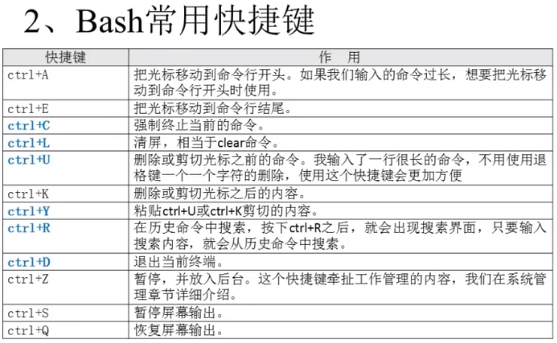 2、Bash常用快捷键
快捷键 作 用
ctrl+A 把光标移动到命令行开头。如果我们输入的命令过长，想要把光标移
动到命令行开头时使用。
ctrl+E 把光标移动到命令行结尾。
ctrl+C 强制终止当前的命令。
ctrl+L 清屏，相当于clear命令。
ctrl+U 删除或剪切光标之前的命令。我输入了一行很长的命令，不用使用退
格键一个一个字符的删除，使用这个快捷键会更加方便
ctrl+K 删除或剪切光标之后的内容。
ctrl+Y 粘贴ctrl+U或ctrl+K剪切的内容。
ctrl+R 在历史命令中搜索，按下ctrl+R之后，就会出现搜索界面，只要输入
搜索内容，就会从历史命令中搜索。
ctrl+D 退出当前终端。
ctrl+Z 暂停，并放入后台。这个快捷键牵扯工作管理的内容，我们在系统管
理章节详细介绍。
ctrl+S 暂停屏幕输出。
ctrl+Q 恢复屏幕输出。